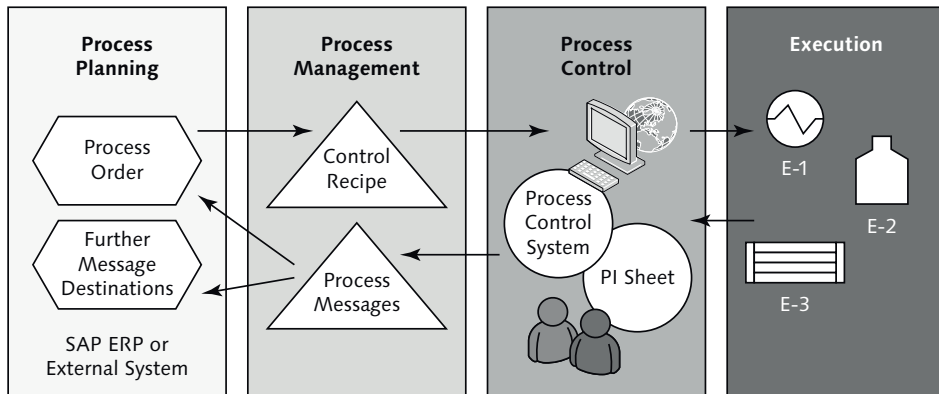 Process
Planning
Process
Order
Further
Message
Destinations
SAP ERP or
External System
Process
Management
Control
Recipe
Process
Messages
Process
Control
Process
Control
System
PI Sheet
Execution
E-1
E-2
E-3